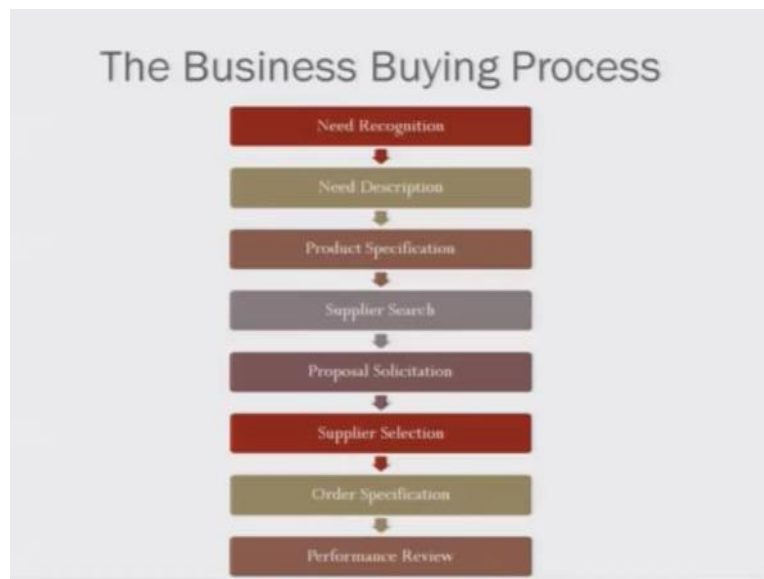 The Business Buying Process
Need Recognition
Need Description
Product Specification
Supplier Search
Proposal Solicitation
Supplier Selection
Order Specification
Performance Review